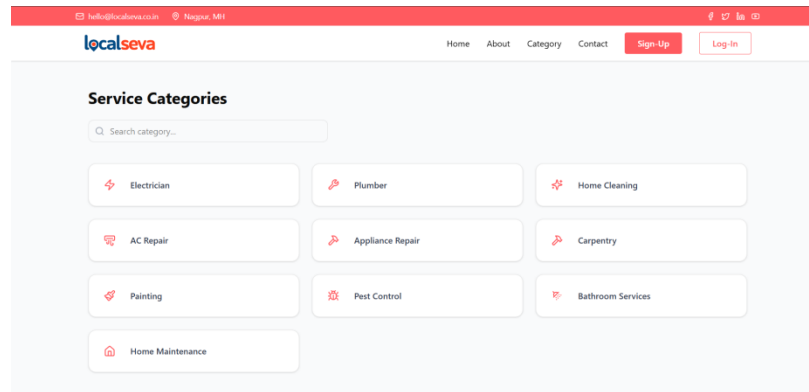 hello@localseva.co.in Nagpur, MH
localseva
Home About Category Contact Sign-Up Log-In
Service Categories
Search category...
Electrician Plumber Home Cleaning
AC Repair Appliance Repair Carpentry
Painting Pest Control Bathroom Services
Home Maintenance